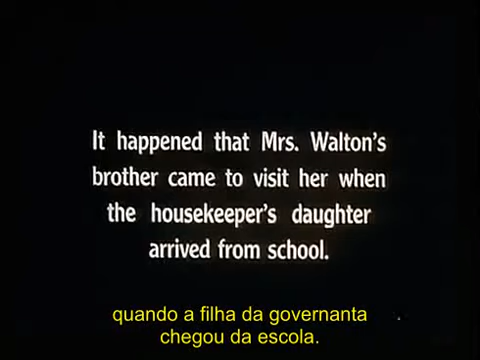 It happened that Mrs. Walton's
brother came to visit her when
the housekeeper's daughter
arrived from school.
quando a filha da governanta
chegou da escola.